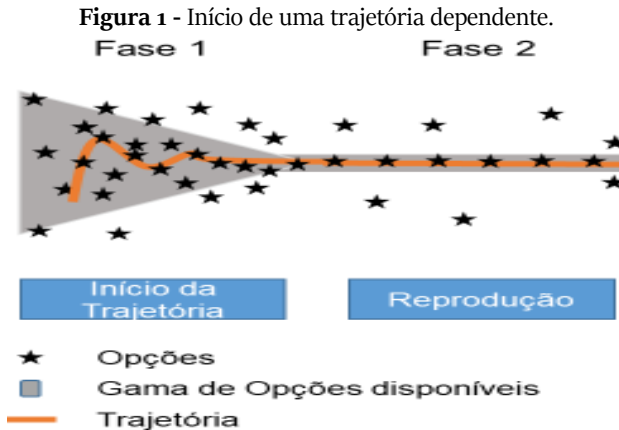 Figura 1 - Início de uma trajetória dependente.
Fase 1 Fase 2
Início da
Trajetória
Reprodução
Opções
Gama de Opções disponíveis
Trajetória